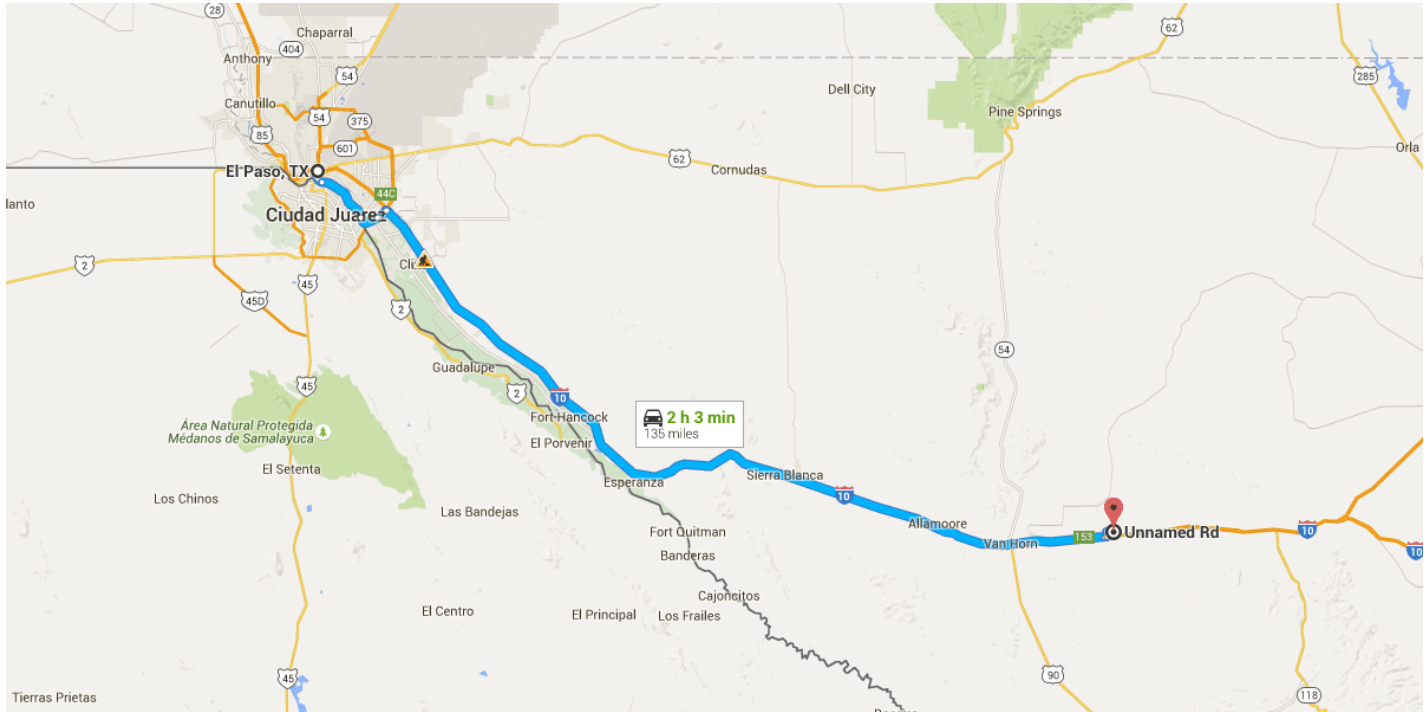 28
Chaparral
404
Anthony
54
62
285
Canutillo
Dell City
Pine Springs
54
375
85
601
Orla
62
Cornudas
El Paso, TX
44C
lanto
Ciudad Juarez
2
Cli
45
45D
2
Guadalupe
54
45
2
10
Fort Hancock
2 h 3 min
135 miles
Área Natural Protegida
Médanos de Samalayuca
El Porvenir
El Setenta
Sierra Blanca
Esperanza
10
Los Chinos
Las Bandejas
Allamoore
Fort Quitman
153
Unnamed Rd
10
Van Horn
10
Banderas
Cajoncitos
El Centro
El Principal
Los Frailes
45
90
Tierras Prietas
118